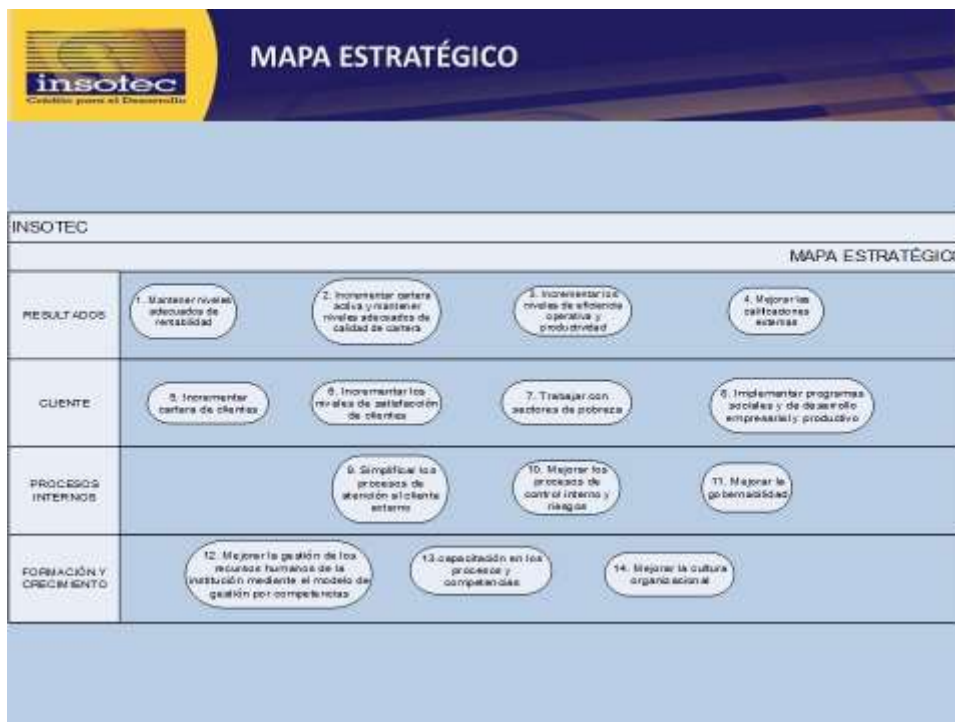 insotec
Crédito para el Desarrollo
MAPA ESTRATÉGICO
INSOTEC
MAPA ESTRATÉGICO
RESULTADOS
1. Mantener niveles
adecuados de
rentabilidad
2. Incrementar cartera
activa y mantener
niveles adecuados de
calidad de cartera
3. Incrementar los
niveles de eficiencia
operativa y
productividad
4. Mejorar las
calificaciones
externas
CLIENTE
5. Incrementar
cartera de clientes
6. Incrementar los
niveles de satisfacción
de clientes
7. Trabajar con
sectores de pobreza
8. Implementar programas
sociales y de desarrollo
empresarial y productivo
PROCESOS
INTERNOS
9. Simplificar los
procesos de
atención al cliente
externo
10. Mejorar los
procesos de
control interno y
riesgos
11. Mejorar la
gobernabilidad
FORMACIÓN Y
CRECIMIENTO
12. Mejorar la gestión de los
recursos humanos de la
institución mediante el modelo de
gestión por competencias
13.capacitación en los
procesos y
competencias
14. Mejorar la cultura
organizacional